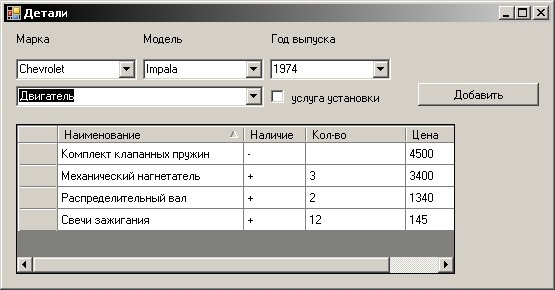 Детали
Марка Модель Год выпуска
Chevrolet Impala 1974
Двигатель услуга установки Добавить
Наименование Наличие Кол-во Цена
Комплект клапанных пружин - 4500
Механический нагнетатель + 3 3400
Распределительный вал + 2 1340
Свечи зажигания + 12 145